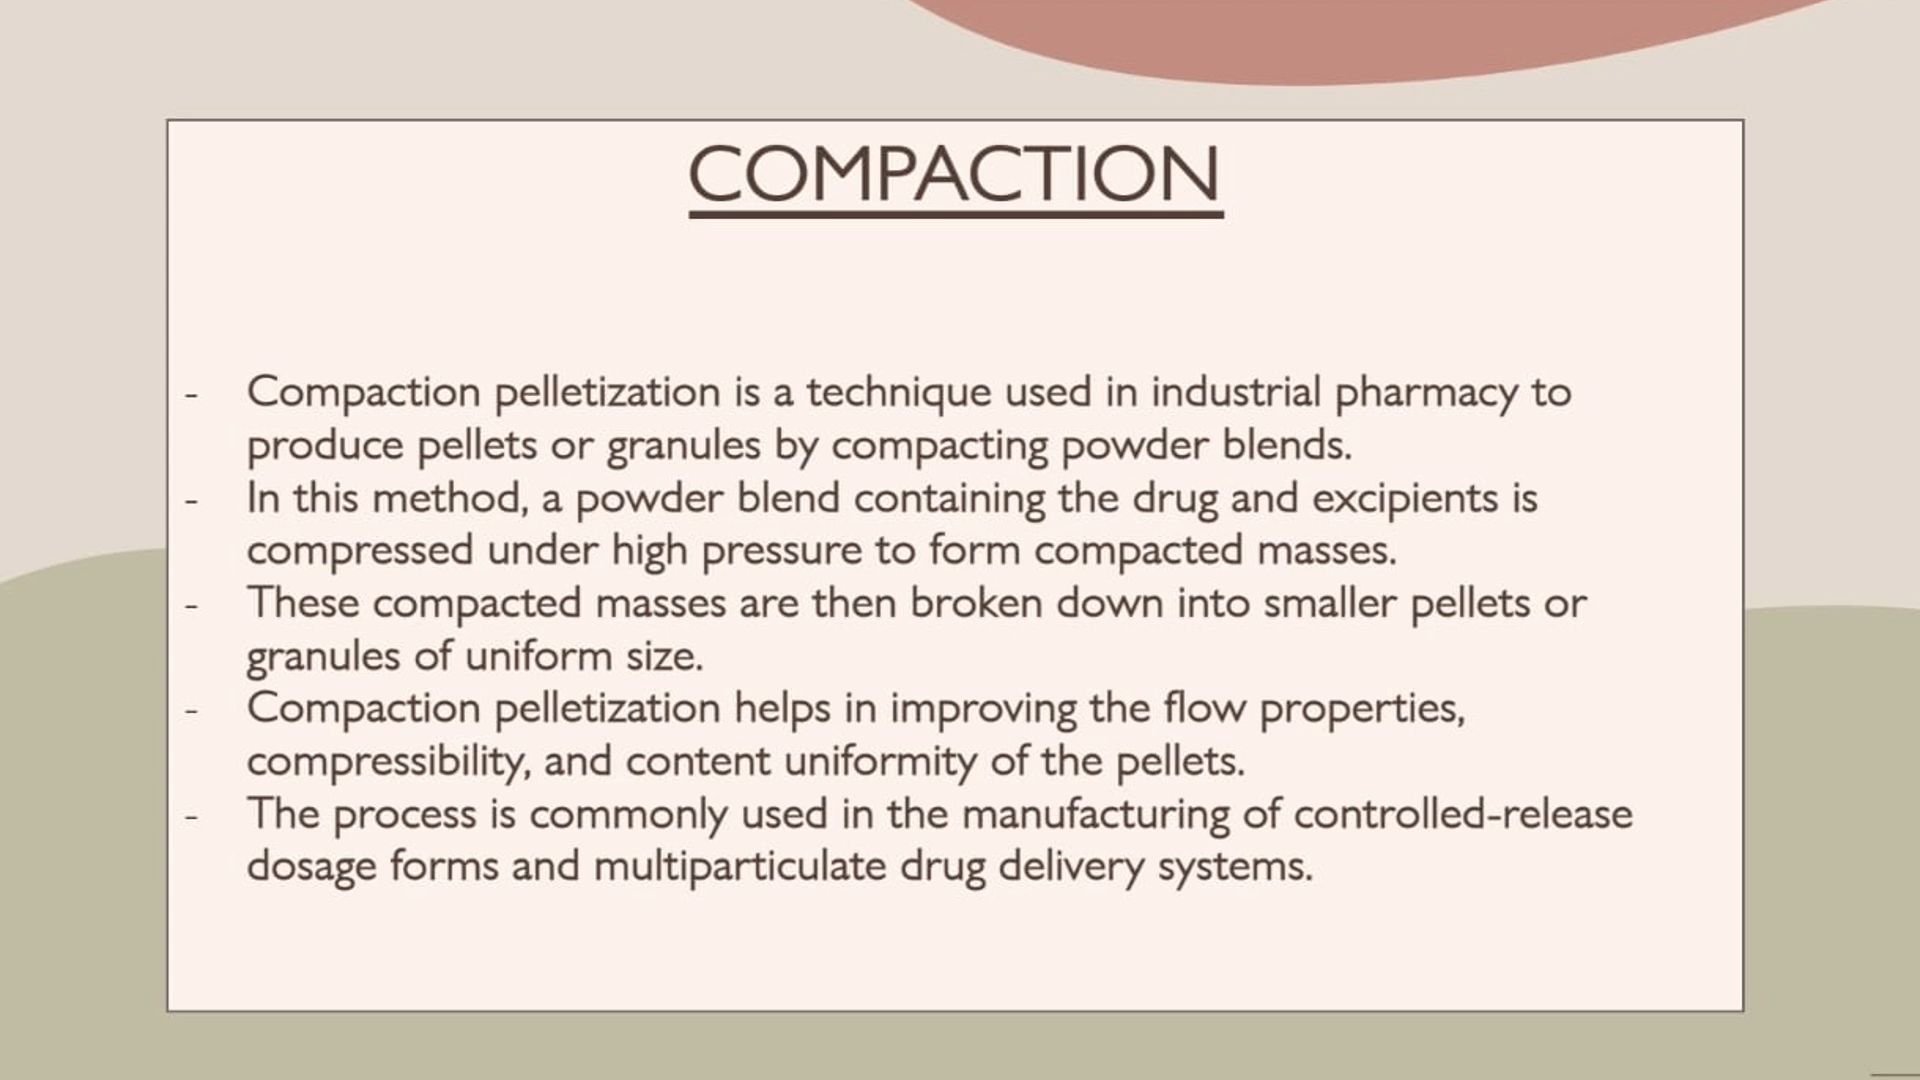 COMPACTION
- Compaction pelletization is a technique used in industrial pharmacy to
produce pellets or granules by compacting powder blends.
- In this method, a powder blend containing the drug and excipients is
compressed under high pressure to form compacted masses.
- These compacted masses are then broken down into smaller pellets or
granules of uniform size.
- Compaction pelletization helps in improving the flow properties,
compressibility, and content uniformity of the pellets.
- The process is commonly used in the manufacturing of controlled-release
dosage forms and multiparticulate drug delivery systems.